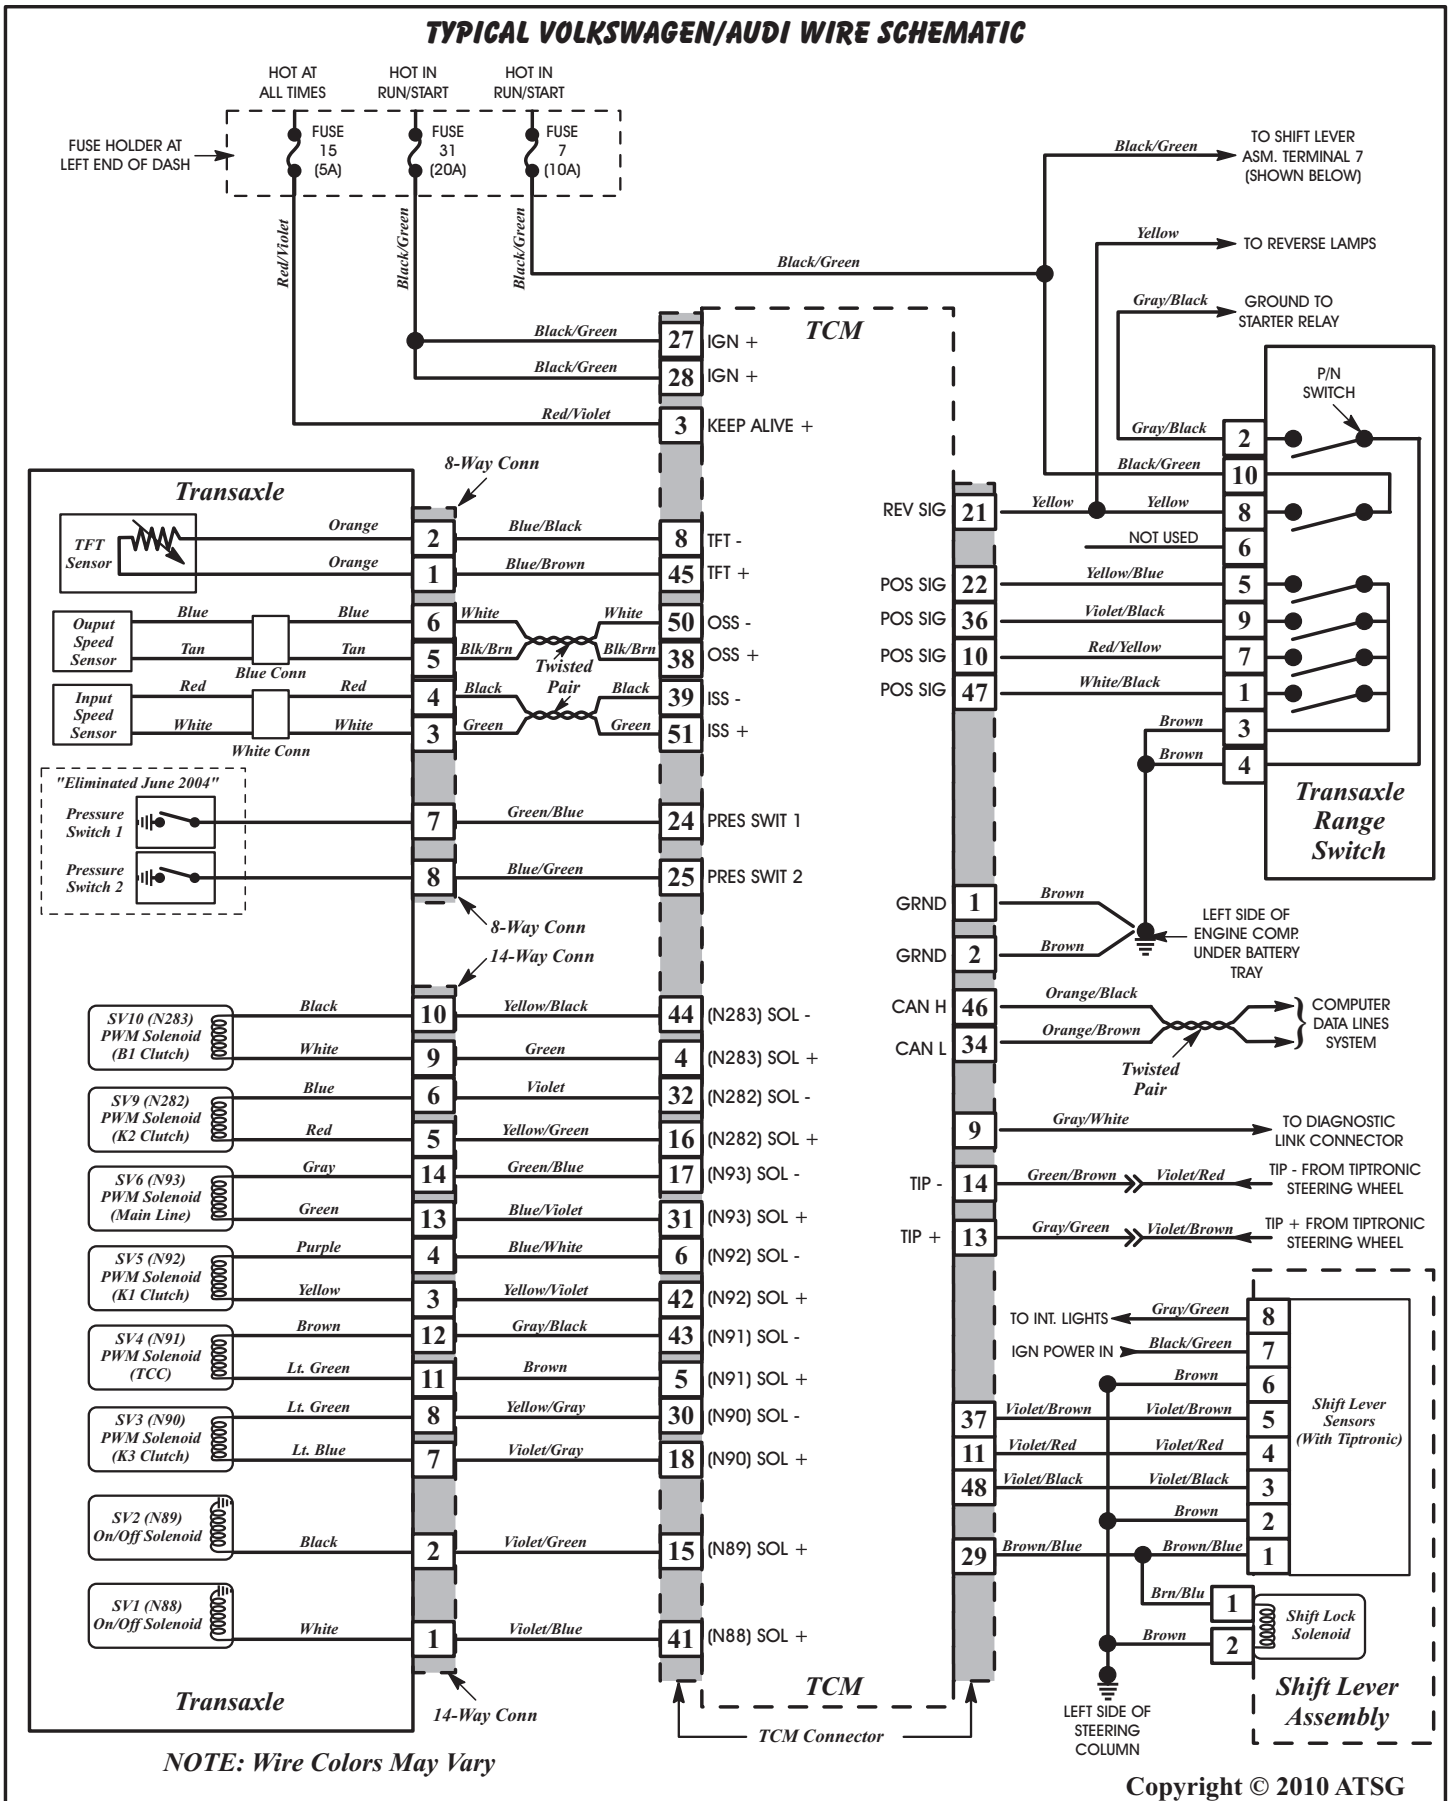 TYPICAL VOLKSWAGEN/AUDI WIRE SCHEMATIC
HOT AT
ALL TIMES
HOT IN
RUN/START
HOT IN
RUN/START
FUSE HOLDER AT
LEFT END OF DASH
FUSE
15
(5A)
FUSE
31
(20A)
FUSE
7
(10A)
Red/Violet
Black/Green
Black/Green
Black/Green
Black/Green
TO SHIFT LEVER
ASM. TERMINAL 7
(SHOWN BELOW)
Yellow
TO REVERSE LAMPS
Gray/Black
GROUND TO
STARTER RELAY
TCM
Black/Green 27 IGN +
Black/Green 28 IGN +
Red/Violet 3 KEEP ALIVE +
P/N
SWITCH
Gray/Black 2
Black/Green 10
REV SIG 21 Yellow Yellow 8
NOT USED 6
POS SIG 22 Yellow/Blue 5
POS SIG 36 Violet/Black 9
POS SIG 10 Red/Yellow 7
POS SIG 47 White/Black 1
Brown 3
Brown 4
Transaxle
Range
Switch
Transaxle
8-Way Conn
TFT
Sensor
Orange 2 Blue/Black 8 TFT -
Orange 1 Blue/Brown 45 TFT +
Ouput
Speed
Sensor
Blue Blue 6 White White 50 OSS -
Tan Tan 5 Blk/Brn Blk/Brn 38 OSS +
Blue Conn
Twisted
Pair
Input
Speed
Sensor
Red Red 4 Black Black 39 ISS -
White White 3 Green Green 51 ISS +
White Conn
"Eliminated June 2004"
Pressure
Switch 1
7 Green/Blue 24 PRES SWIT 1
Pressure
Switch 2
8 Blue/Green 25 PRES SWIT 2
8-Way Conn
14-Way Conn
GRND 1 Brown
GRND 2 Brown
LEFT SIDE OF
ENGINE COMP.
UNDER BATTERY
TRAY
CAN H 46 Orange/Black
CAN L 34 Orange/Brown
Twisted
Pair
COMPUTER
DATA LINES
SYSTEM
9 Gray/White
TO DIAGNOSTIC
LINK CONNECTOR
TIP - 14 Green/Brown Violet/Red
TIP - FROM TIPTRONIC
STEERING WHEEL
TIP + 13 Gray/Green Violet/Brown
TIP + FROM TIPTRONIC
STEERING WHEEL
SV10 (N283)
PWM Solenoid
(B1 Clutch)
Black 10 Yellow/Black 44 (N283) SOL -
White 9 Green 4 (N283) SOL +
SV9 (N282)
PWM Solenoid
(K2 Clutch)
Blue 6 Violet 32 (N282) SOL -
Red 5 Yellow/Green 16 (N282) SOL +
SV6 (N93)
PWM Solenoid
(Main Line)
Gray 14 Green/Blue 17 (N93) SOL -
Green 13 Blue/Violet 31 (N93) SOL +
SV5 (N92)
PWM Solenoid
(K1 Clutch)
Purple 4 Blue/White 6 (N92) SOL -
Yellow 3 Yellow/Violet 42 (N92) SOL +
SV4 (N91)
PWM Solenoid
(TCC)
Brown 12 Gray/Black 43 (N91) SOL -
Lt. Green 11 Brown 5 (N91) SOL +
SV3 (N90)
PWM Solenoid
(K3 Clutch)
Lt. Green 8 Yellow/Gray 30 (N90) SOL -
Lt. Blue 7 Violet/Gray 18 (N90) SOL +
SV2 (N89)
On/Off Solenoid
Black 2 Violet/Green 15 (N89) SOL +
SV1 (N88)
On/Off Solenoid
White 1 Violet/Blue 41 (N88) SOL +
TO INT. LIGHTS Gray/Green 8
IGN POWER IN Black/Green 7
Brown 6
37 Violet/Brown Violet/Brown 5
11 Violet/Red Violet/Red 4
48 Violet/Black Violet/Black 3
Brown 2
29 Brown/Blue Brown/Blue 1
Shift Lever
Sensors
(With Tiptronic)
Brn/Blu 1
Brown 2
Shift Lock
Solenoid
Shift Lever
Assembly
LEFT SIDE OF
STEERING
COLUMN
Transaxle
14-Way Conn
TCM
TCM Connector
NOTE: Wire Colors May Vary
Copyright © 2010 ATSG